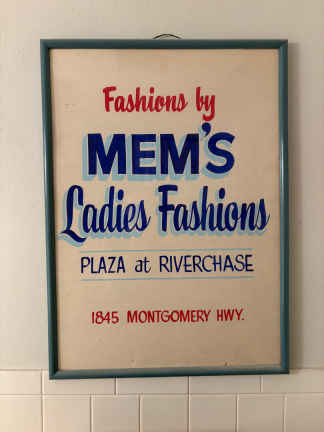 Fashions by
MEM'S
Ladies Fashions
PLAZA at RIVERCHASE
1845 MONTGOMERY HWY.